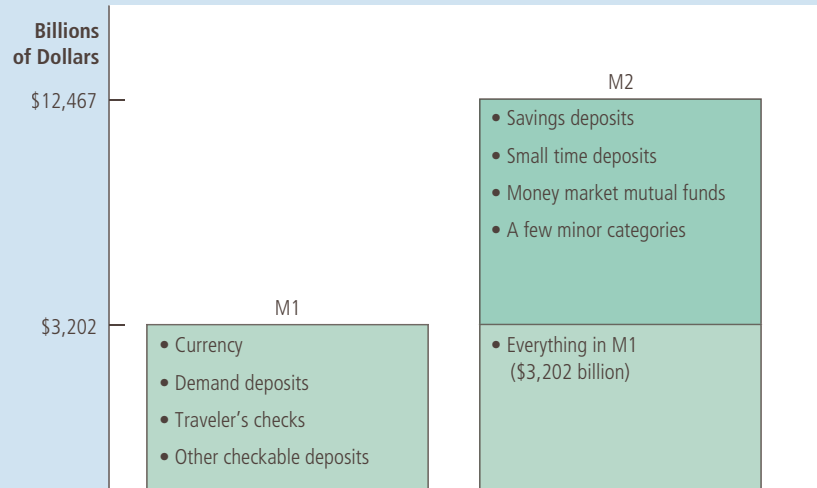 Billions
of Dollars
$12,467
M2
• Savings deposits
• Small time deposits
• Money market mutual funds
• A few minor categories
M1
$3,202
• Currency
• Demand deposits
• Traveler’s checks
• Other checkable deposits
• Everything in M1
($3,202 billion)